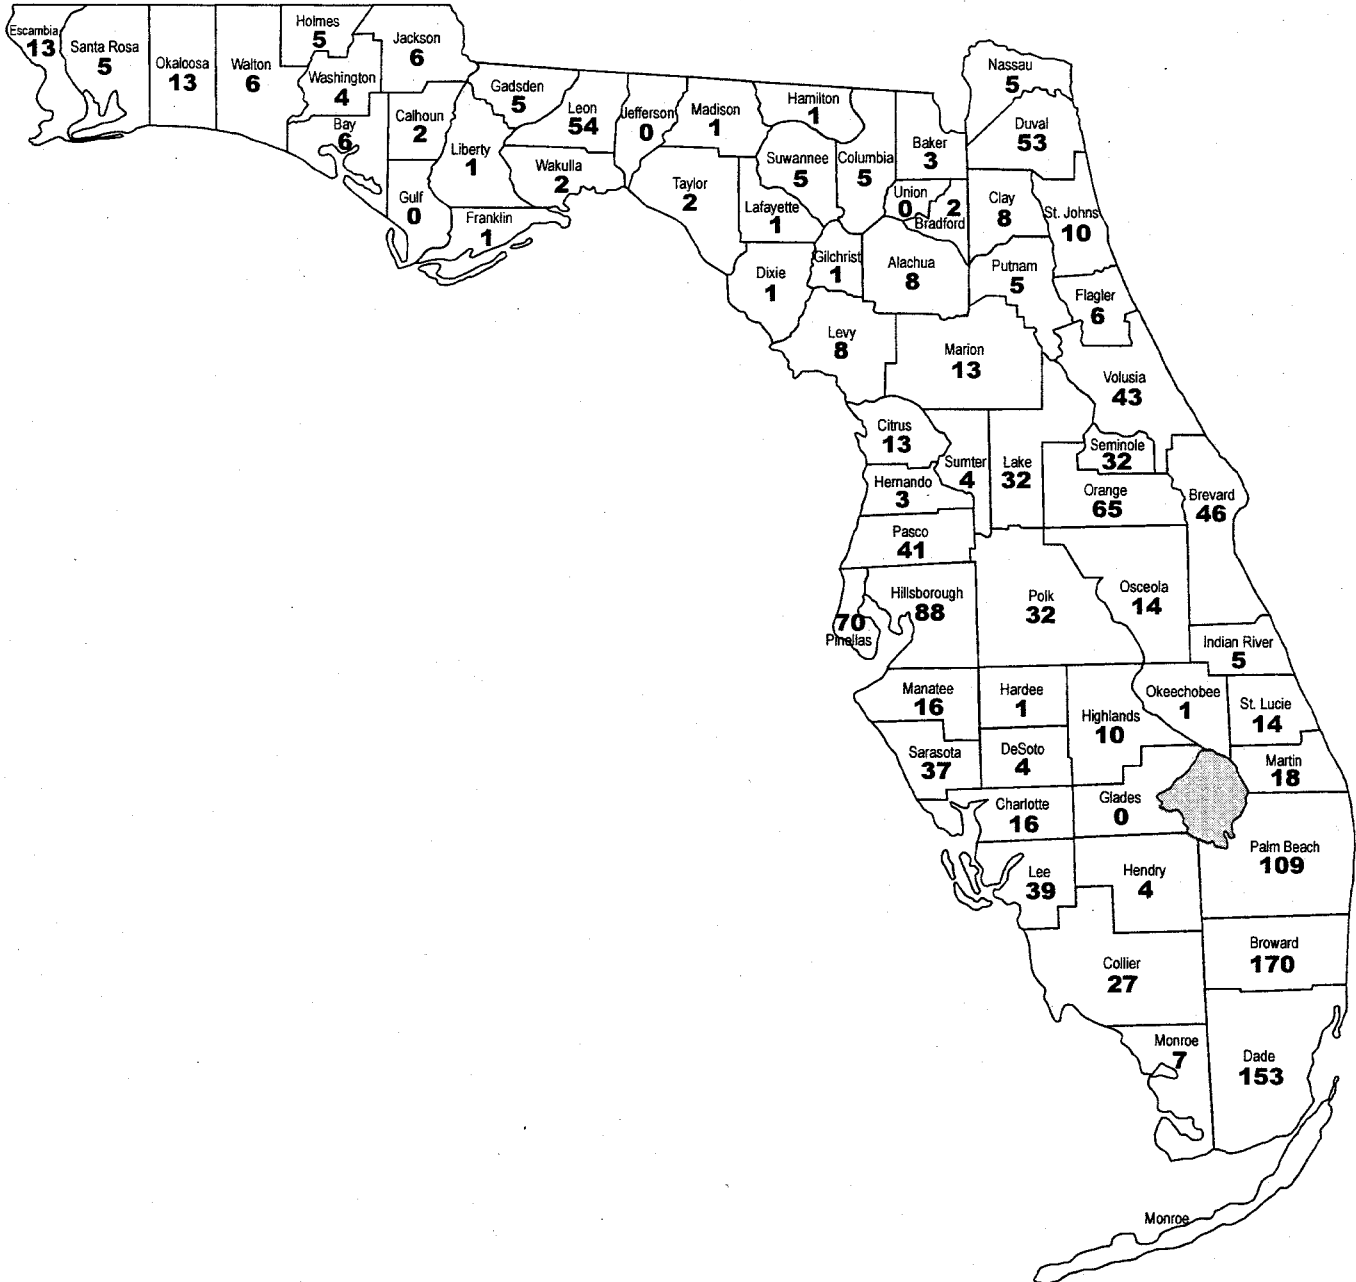 Escambia
13
Santa Rosa
5
Okaloosa
13
Walton
6
Holmes
5
Washington
4
Jackson
6
Bay
6
Calhoun
2
Gulf
0
Liberty
1
Gadsden
5
Franklin
1
Leon
54
Wakulla
2
Jefferson
0
Madison
1
Taylor
2
Hamilton
1
Suwannee
5
Lafayette
1
Dixie
1
Columbia
5
Gilchrist
1
Baker
3
Union
0
2
Bradford
Alachua
8
Levy
8
Nassau
5
Duval
53
Clay
8
St. Johns
10
Putnam
5
Flagler
6
Marion
13
Volusia
43
Citrus
13
Sumter
4
Lake
32
Seminole
32
Orange
65
Brevard
46
Hernando
3
Pasco
41
70
Pinellas
Hillsborough
88
Polk
32
Osceola
14
Indian River
5
Manatee
16
Hardee
1
Highlands
10
Okeechobee
1
St. Lucie
14
Sarasota
37
DeSoto
4
Martin
18
Charlotte
16
Glades
0
Palm Beach
109
Lee
39
Hendry
4
Broward
170
Collier
27
Monroe
7
Dade
153
Monroe